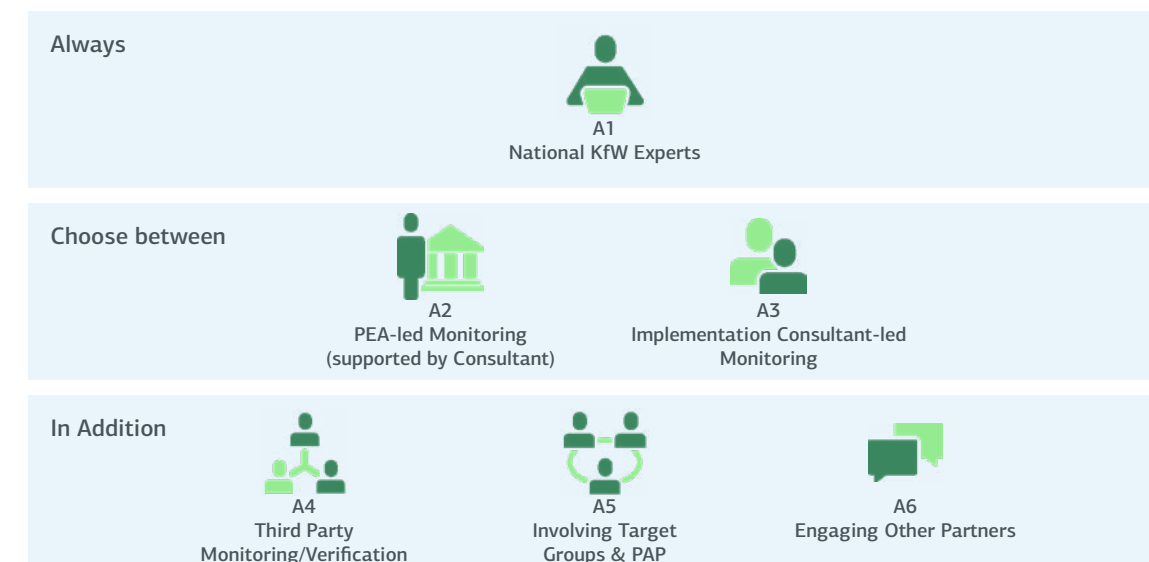 Always
A1
National KfW Experts
Choose between
A2
PEA-led Monitoring
(supported by Consultant)
A3
Implementation Consultant-led
Monitoring
In Addition
A4
Third Party
Monitoring/Verification
A5
Involving Target
Groups & PAP
A6
Engaging Other Partners